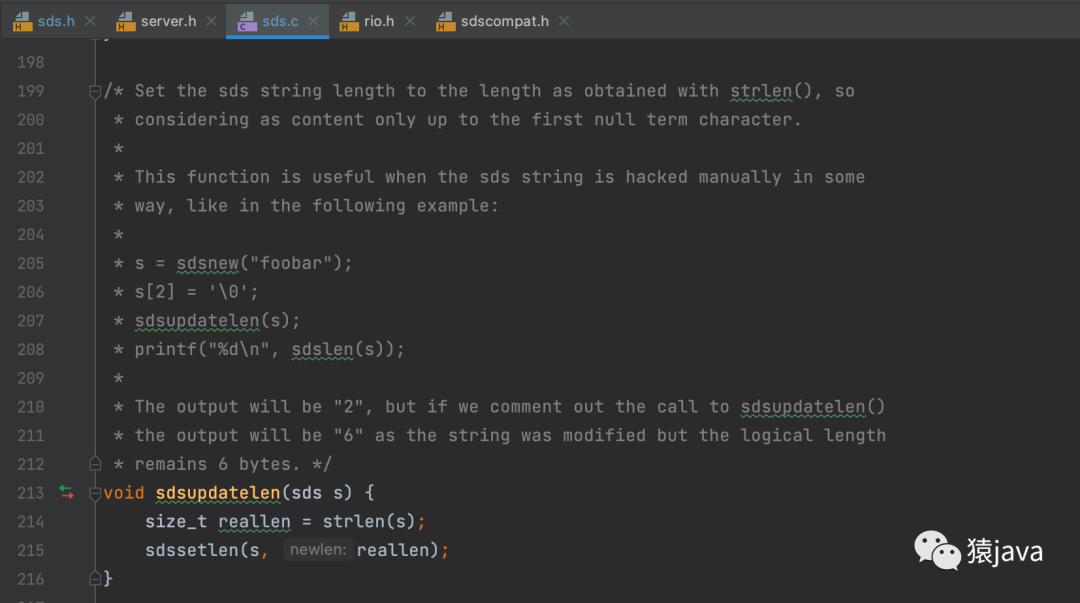 sds.h server.h sds.c rio.h sdscompat.h
198
199 /* Set the sds string length to the length as obtained with strlen(), so
200 * considering as content only up to the first null term character.
201 *
202 * This function is useful when the sds string is hacked manually in some
203 * way, like in the following example:
204 *
205 * s = sdsnew("foobar");
206 * s[2] = '\0';
207 * sdsupdatelen(s);
208 * printf("%d\n", sdslen(s));
209 *
210 * The output will be "2", but if we comment out the call to sdsupdatelen()
211 * the output will be "6" as the string was modified but the logical length
212 * remains 6 bytes. */
213 void sdsupdatelen(sds s) {
214 size_t reallen = strlen(s);
215 sdssetlen(s, newlen: reallen);
216 }
猿java